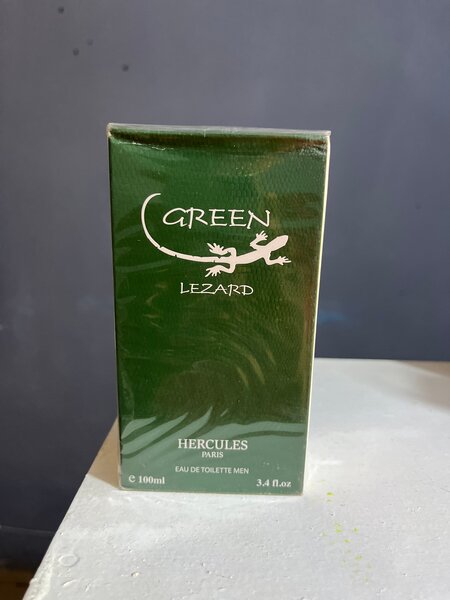 GREEN
LEZARD
HERCULES
PARIS
EAU DE TOILETTE MEN
℮ 100ml 3.4 fl.oz